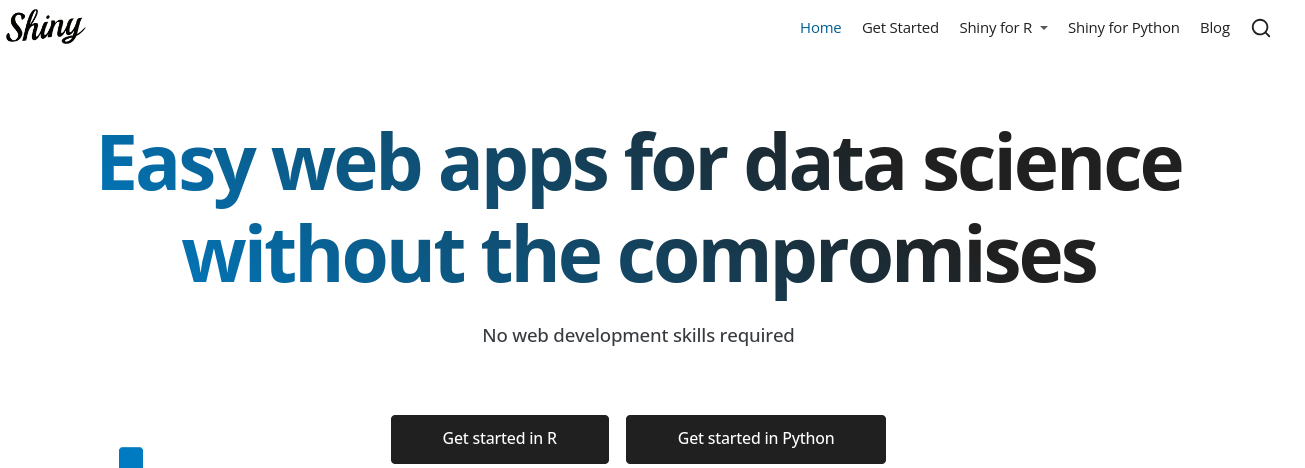 Shiny
Home Get Started Shiny for R Shiny for Python Blog
Easy web apps for data science
without the compromises
No web development skills required
Get started in R
Get started in Python